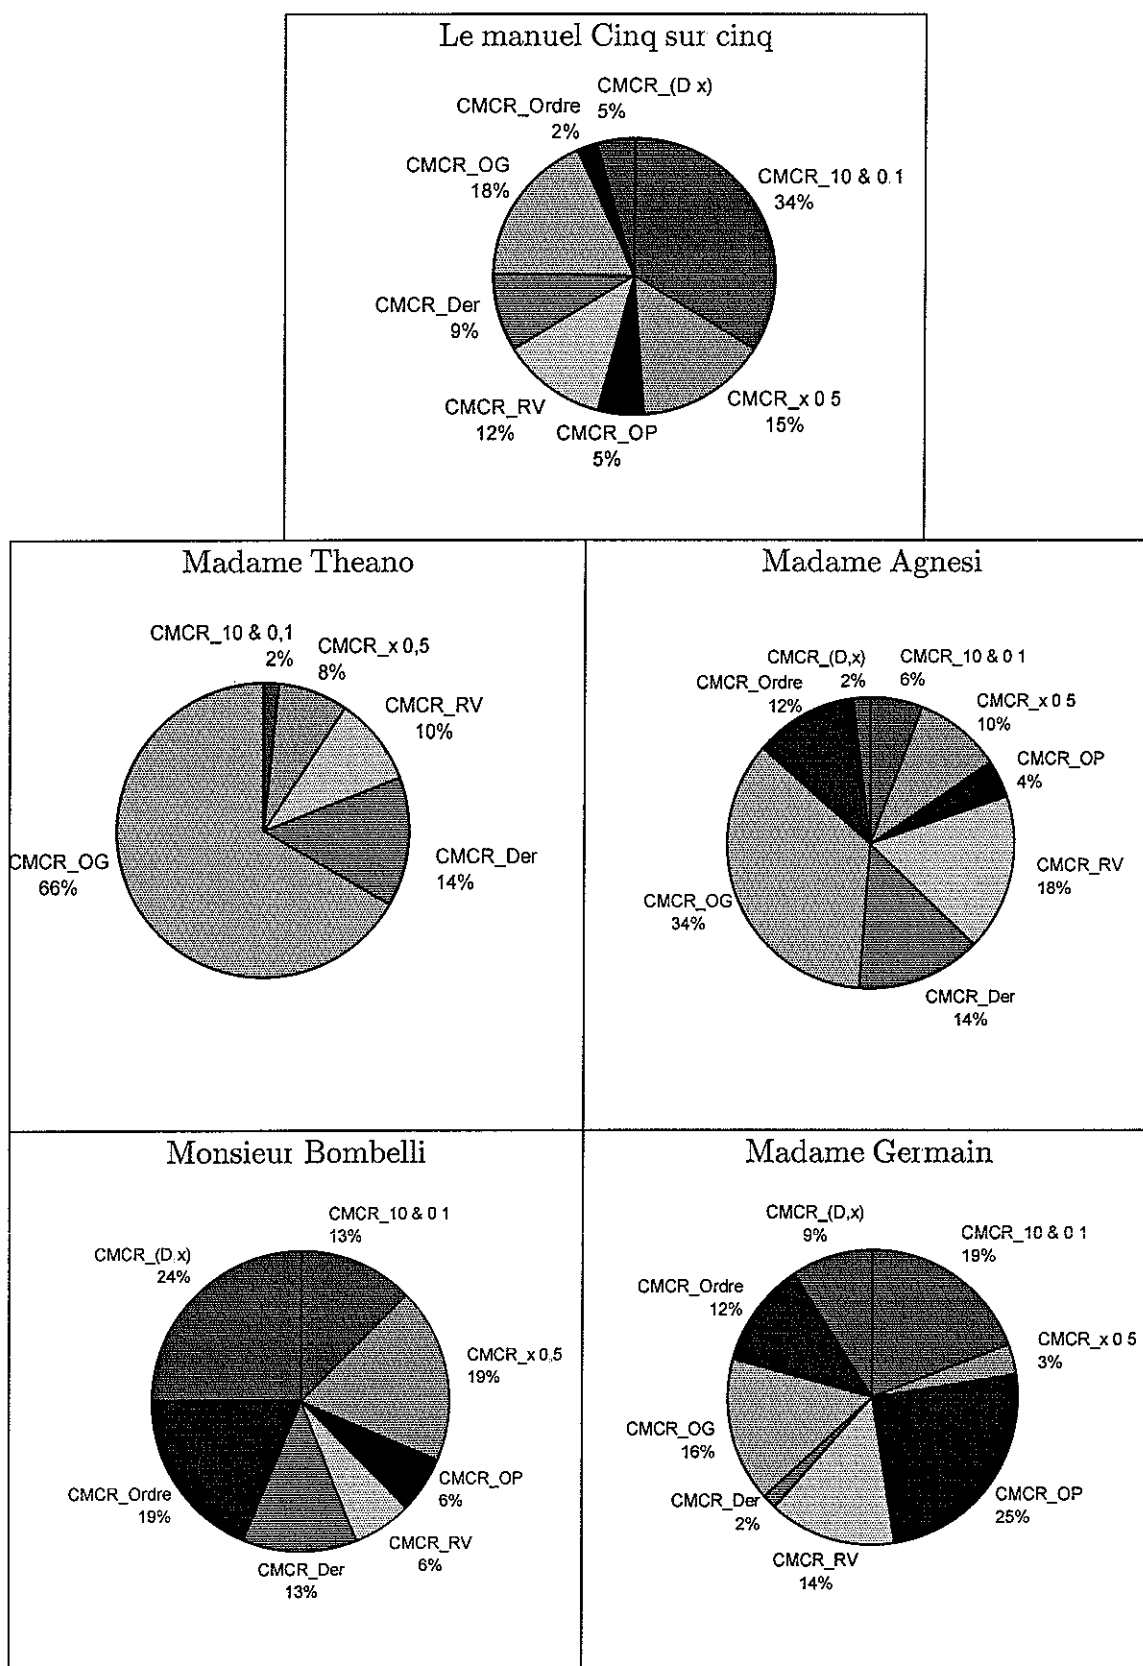 Le manuel Cinq sur cinq
CMCR_(D x)
5%
CMCR_Ordre
2%
CMCR_10 & 0.1
34%
CMCR_OG
18%
CMCR_Der
9%
CMCR_x 0 5
15%
CMCR_RV
12%
CMCR_OP
5%
Madame Theano
CMCR_10 & 0,1
2%
CMCR_x 0,5
8%
CMCR_RV
10%
CMCR_OG
66%
CMCR_Der
14%
Madame Agnesi
CMCR_(D,x)
2%
CMCR_10 & 0 1
6%
CMCR_Ordre
12%
CMCR_x 0 5
10%
CMCR_OP
4%
CMCR_RV
18%
CMCR_OG
34%
CMCR_Der
14%
Monsieur Bombelli
CMCR_10 & 0 1
13%
CMCR_(D,x)
24%
CMCR_x 0,5
19%
CMCR_OP
6%
CMCR_Ordre
19%
CMCR_RV
6%
CMCR_Der
13%
Madame Germain
CMCR_(D,x)
9%
CMCR_10 & 0 1
19%
CMCR_Ordre
12%
CMCR_x 0 5
3%
CMCR_OG
16%
CMCR_Der
2%
CMCR_OP
25%
CMCR_RV
14%